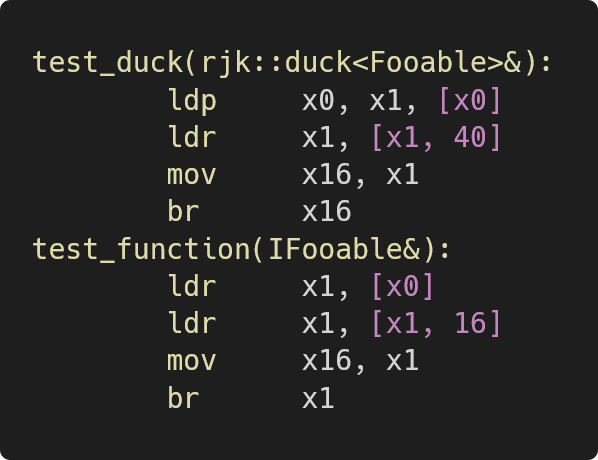 test_duck(rjk::duck<Fooable>&):
ldp x0, x1, [x0]
ldr x1, [x1, 40]
mov x16, x1
br x16
test_function(IFooable&):
ldr x1, [x0]
ldr x1, [x1, 16]
mov x16, x1
br x1